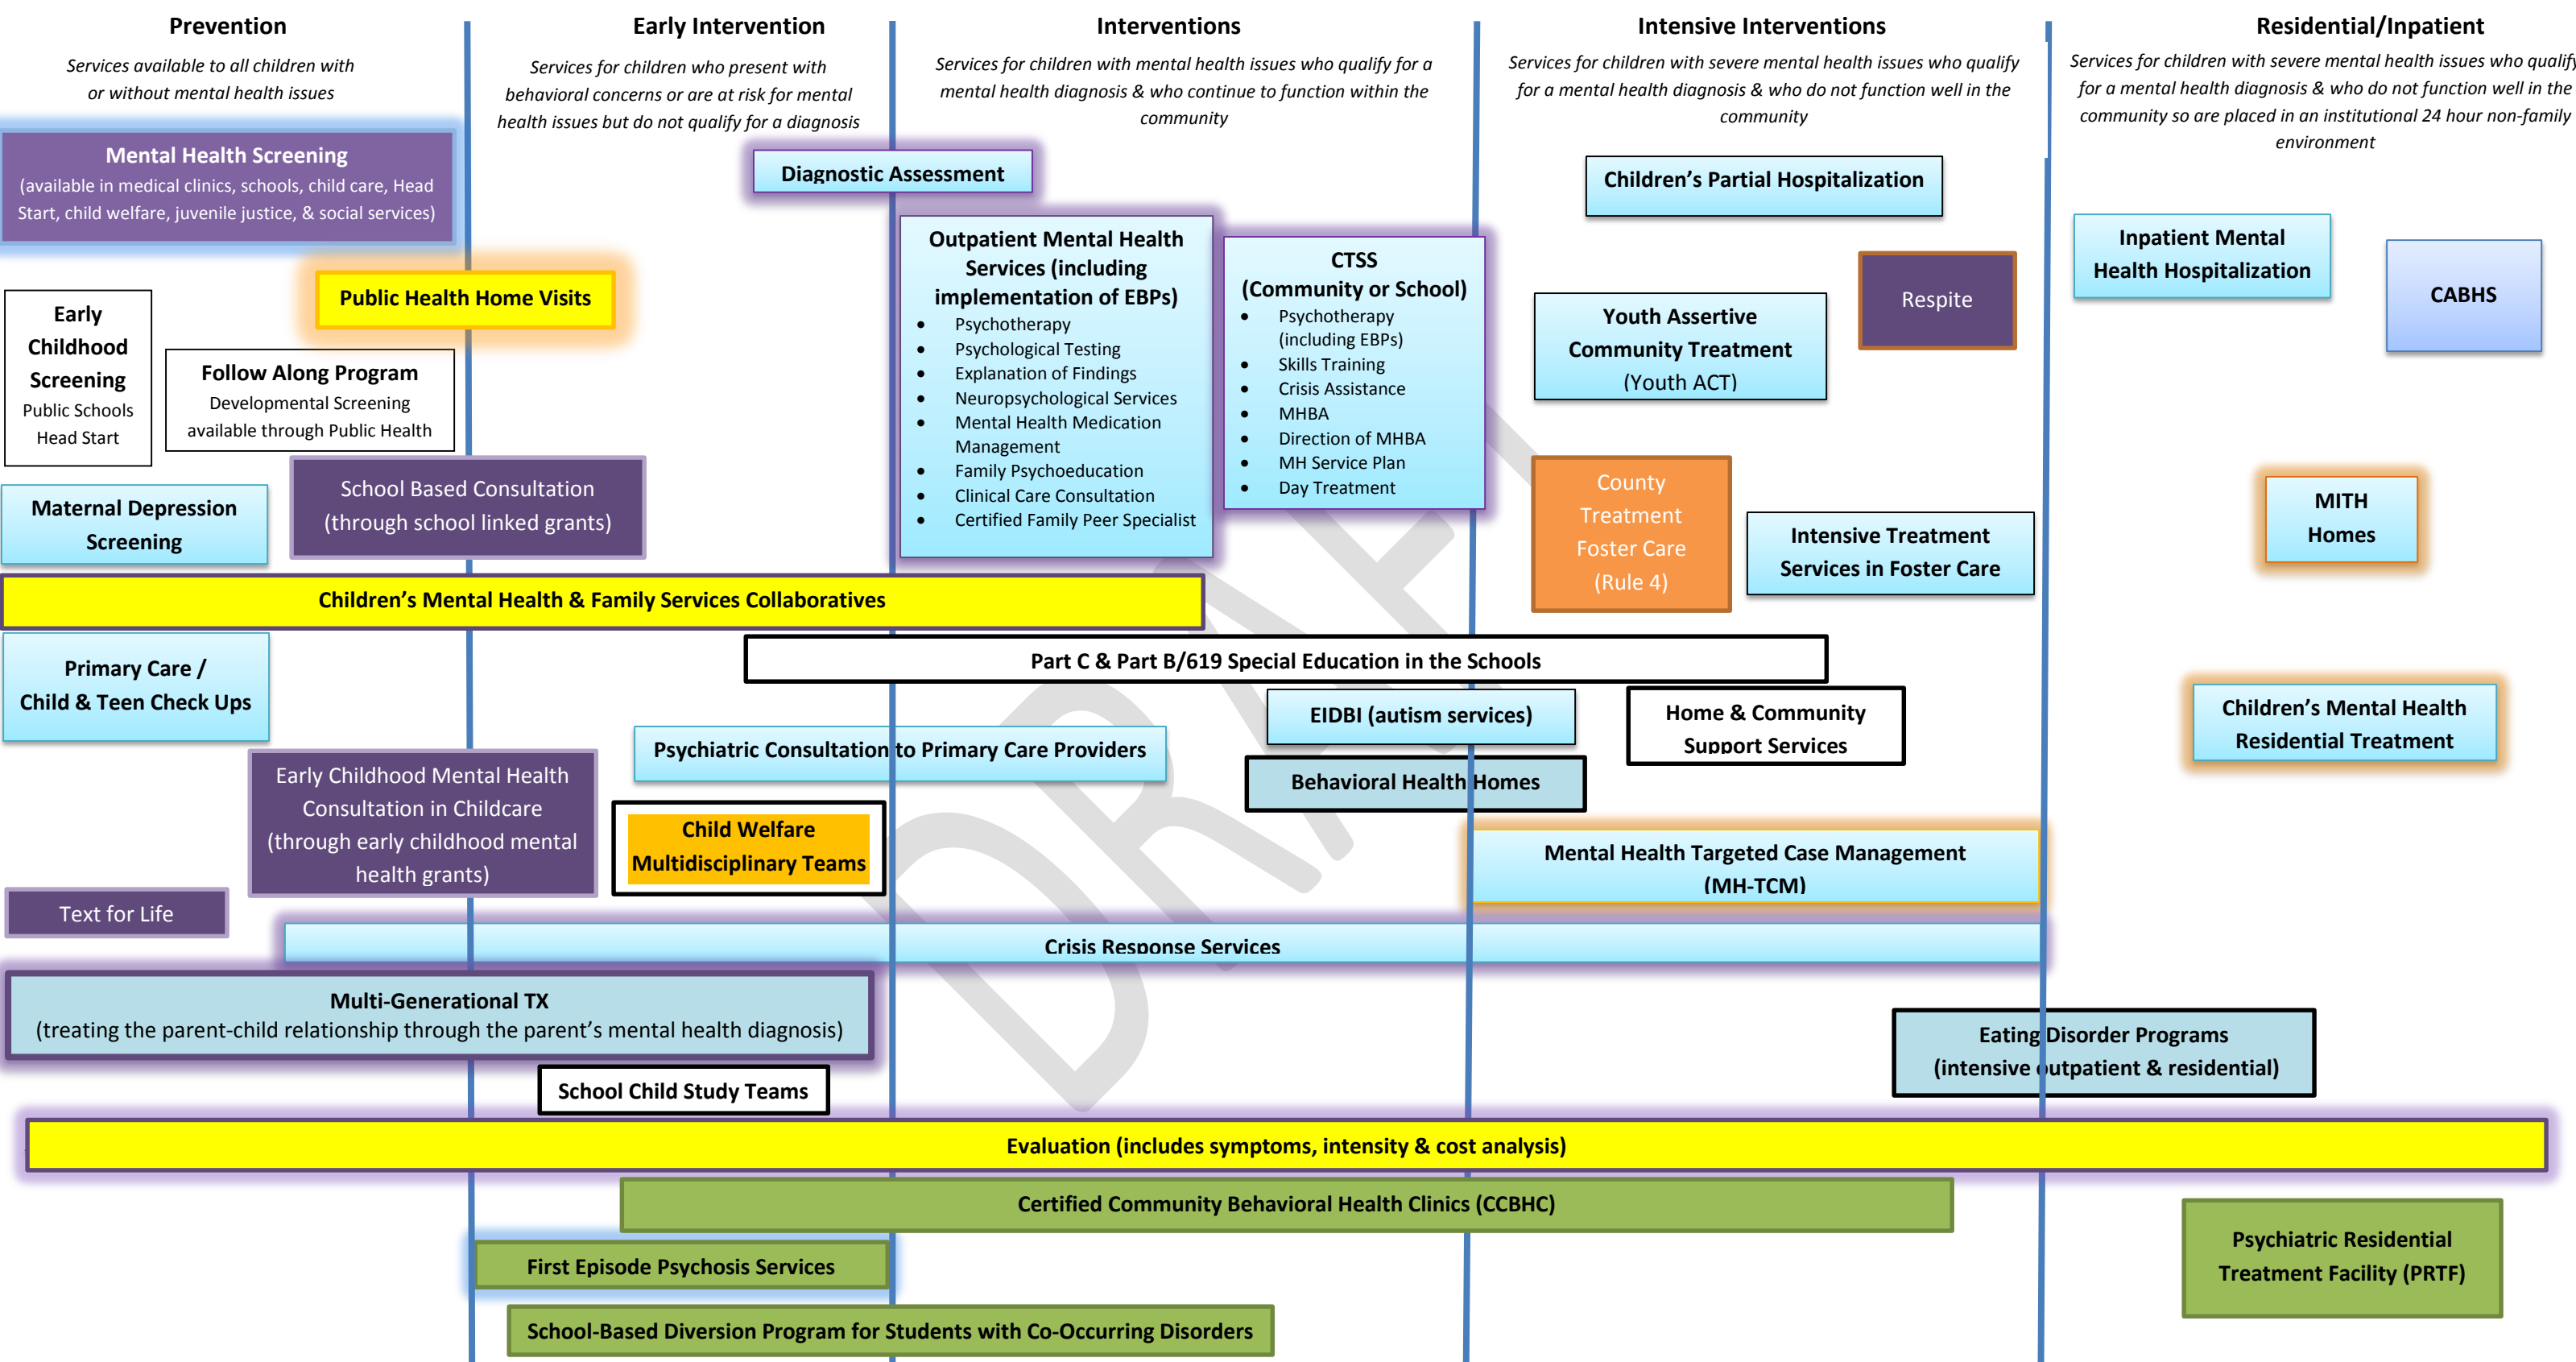 Prevention
Services available to all children with
or without mental health issues
Early Intervention
Services for children who present with
behavioral concerns or are at risk for mental
health issues but do not qualify for a diagnosis
Interventions
Services for children with mental health issues who qualify for a
mental health diagnosis & who continue to function within the
community
Intensive Interventions
Services for children with severe mental health issues who qualify
for a mental health diagnosis & who do not function well in the
community
Residential/Inpatient
Services for children with severe mental health issues who qualify
for a mental health diagnosis & who do not function well in the
community so are placed in an institutional 24 hour non-family
environment
Mental Health Screening
(available in medical clinics, schools, child care, Head
Start, child welfare, juvenile justice, & social services)
Diagnostic Assessment
Children's Partial Hospitalization
Outpatient Mental Health
Services (including
implementation of EBPs)
• Psychotherapy
• Psychological Testing
• Explanation of Findings
• Neuropsychological Services
• Mental Health Medication
Management
• Family Psychoeducation
• Clinical Care Consultation
• Certified Family Peer Specialist
CTSS
(Community or School)
• Psychotherapy
(including EBPs)
• Skills Training
• Crisis Assistance
• MHBA
• Direction of MHBA
• MH Service Plan
• Day Treatment
Inpatient Mental
Health Hospitalization
CABHS
Respite
Public Health Home Visits
Early
Childhood
Screening
Public Schools
Head Start
Follow Along Program
Developmental Screening
available through Public Health
Youth Assertive
Community Treatment
(Youth ACT)
School Based Consultation
(through school linked grants)
Maternal Depression
Screening
County
Treatment
Foster Care
(Rule 4)
Intensive Treatment
Services in Foster Care
MITH
Homes
Children's Mental Health & Family Services Collaboratives
Primary Care /
Child & Teen Check Ups
Part C & Part B/619 Special Education in the Schools
EIDBI (autism services)
Home & Community
Support Services
Children's Mental Health
Residential Treatment
Psychiatric Consultation to Primary Care Providers
Behavioral Health Homes
Early Childhood Mental Health
Consultation in Childcare
(through early childhood mental
health grants)
Child Welfare
Multidisciplinary Teams
Mental Health Targeted Case Management
(MH-TCM)
Text for Life
Crisis Response Services
Multi-Generational TX
(treating the parent-child relationship through the parent's mental health diagnosis)
Eating Disorder Programs
(intensive outpatient & residential)
School Child Study Teams
Evaluation (includes symptoms, intensity & cost analysis)
Certified Community Behavioral Health Clinics (CCBHC)
Psychiatric Residential
Treatment Facility (PRTF)
First Episode Psychosis Services
School-Based Diversion Program for Students with Co-Occurring Disorders
DRAFT